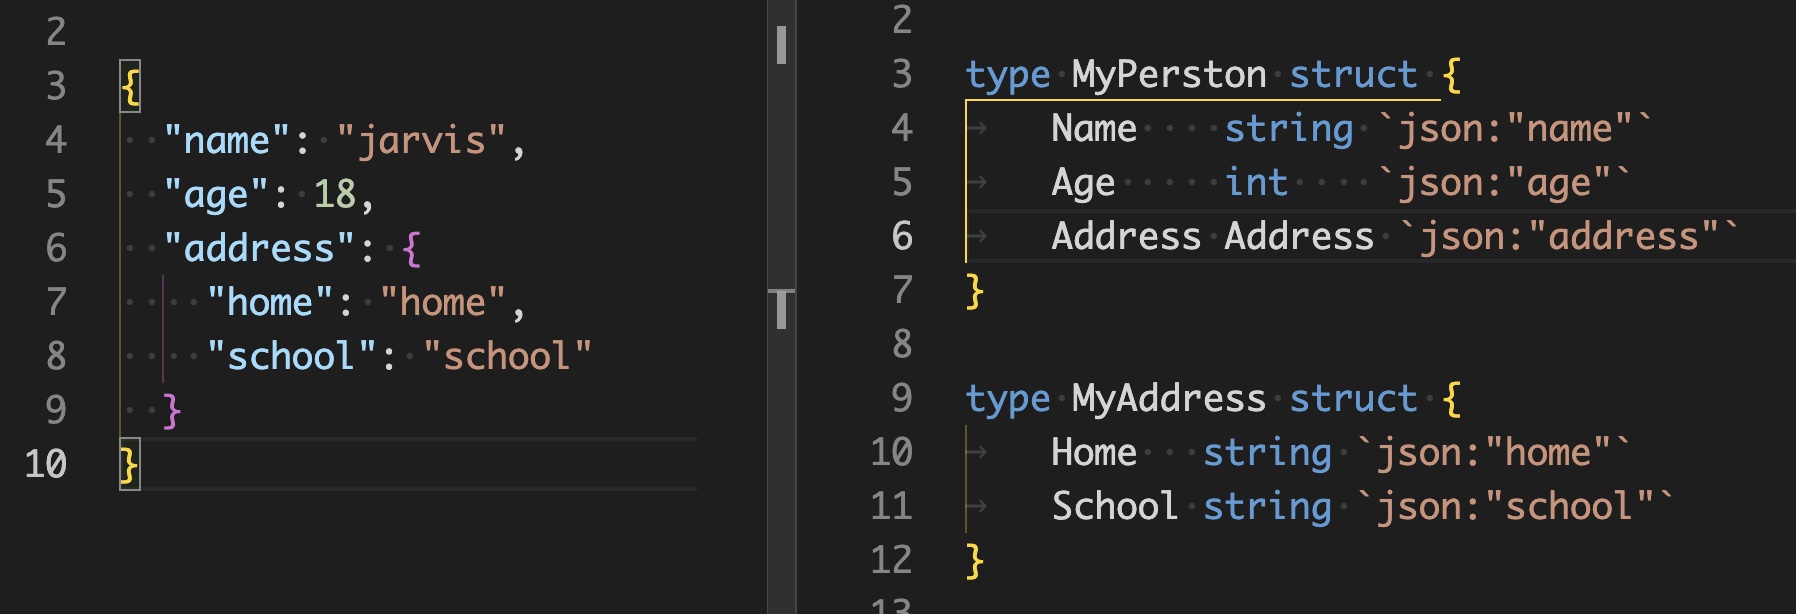 2
3 {
4   "name": "jarvis",
5   "age": 18,
6   "address": {
7     "home": "home",
8     "school": "school"
9   }
10 }
2
3 type MyPerston struct {
4 	Name    string `json:"name"`
5 	Age     int    `json:"age"`
6 	Address Address `json:"address"`
7 }
8
9 type MyAddress struct {
10 	Home   string `json:"home"`
11 	School string `json:"school"`
12 }
13